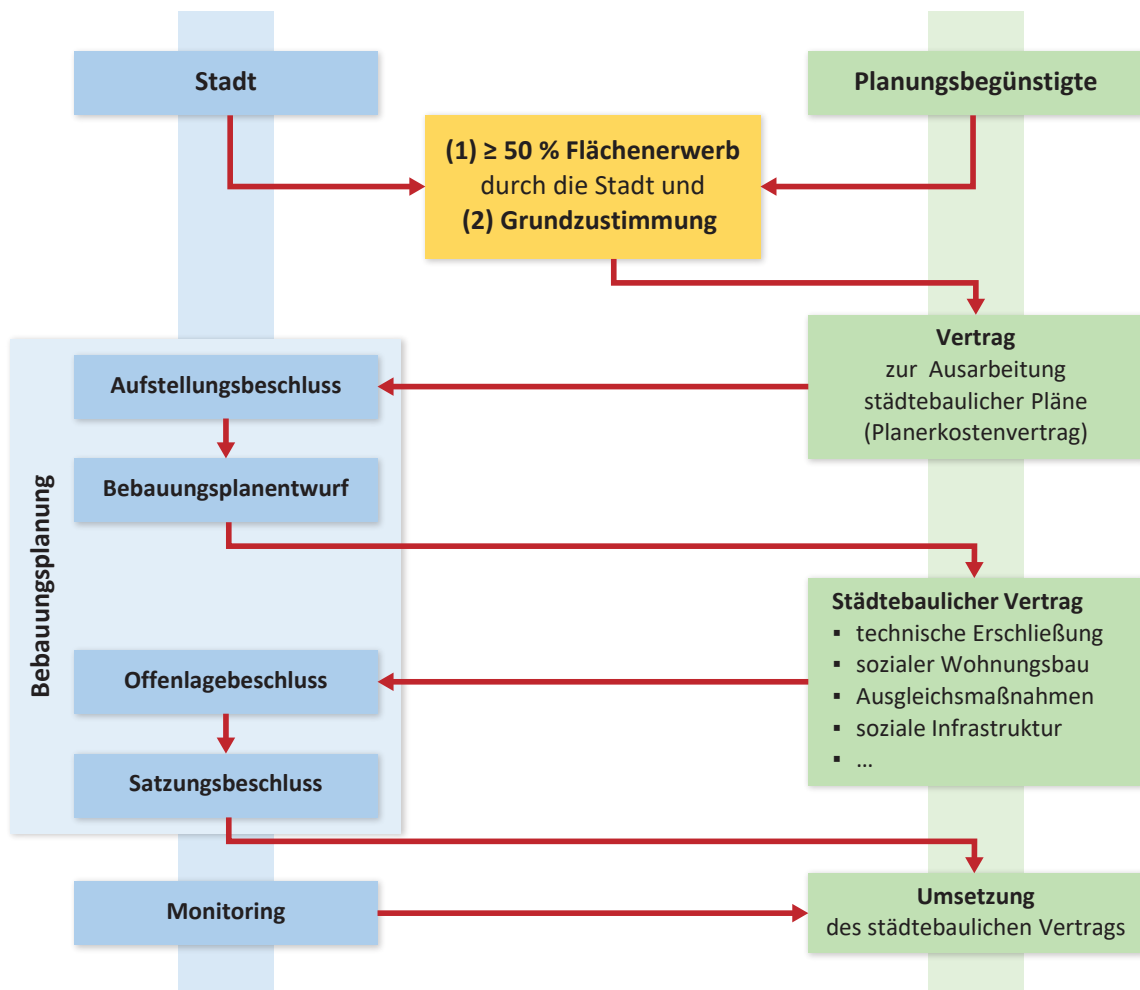 Stadt
Planungsbegünstigte
(1) ≥ 50 % Flächenerwerb
durch die Stadt und
(2) Grundzustimmung
Vertrag
zur Ausarbeitung
städtebaulicher Pläne
(Planerkostenvertrag)
Bebauungsplanung
Aufstellungsbeschluss
Bebauungsplanentwurf
Städtebaulicher Vertrag
▪ technische Erschließung
▪ sozialer Wohnungsbau
▪ Ausgleichsmaßnahmen
▪ soziale Infrastruktur
▪ ...
Offenlagebeschluss
Satzungsbeschluss
Monitoring
Umsetzung
des städtebaulichen Vertrags